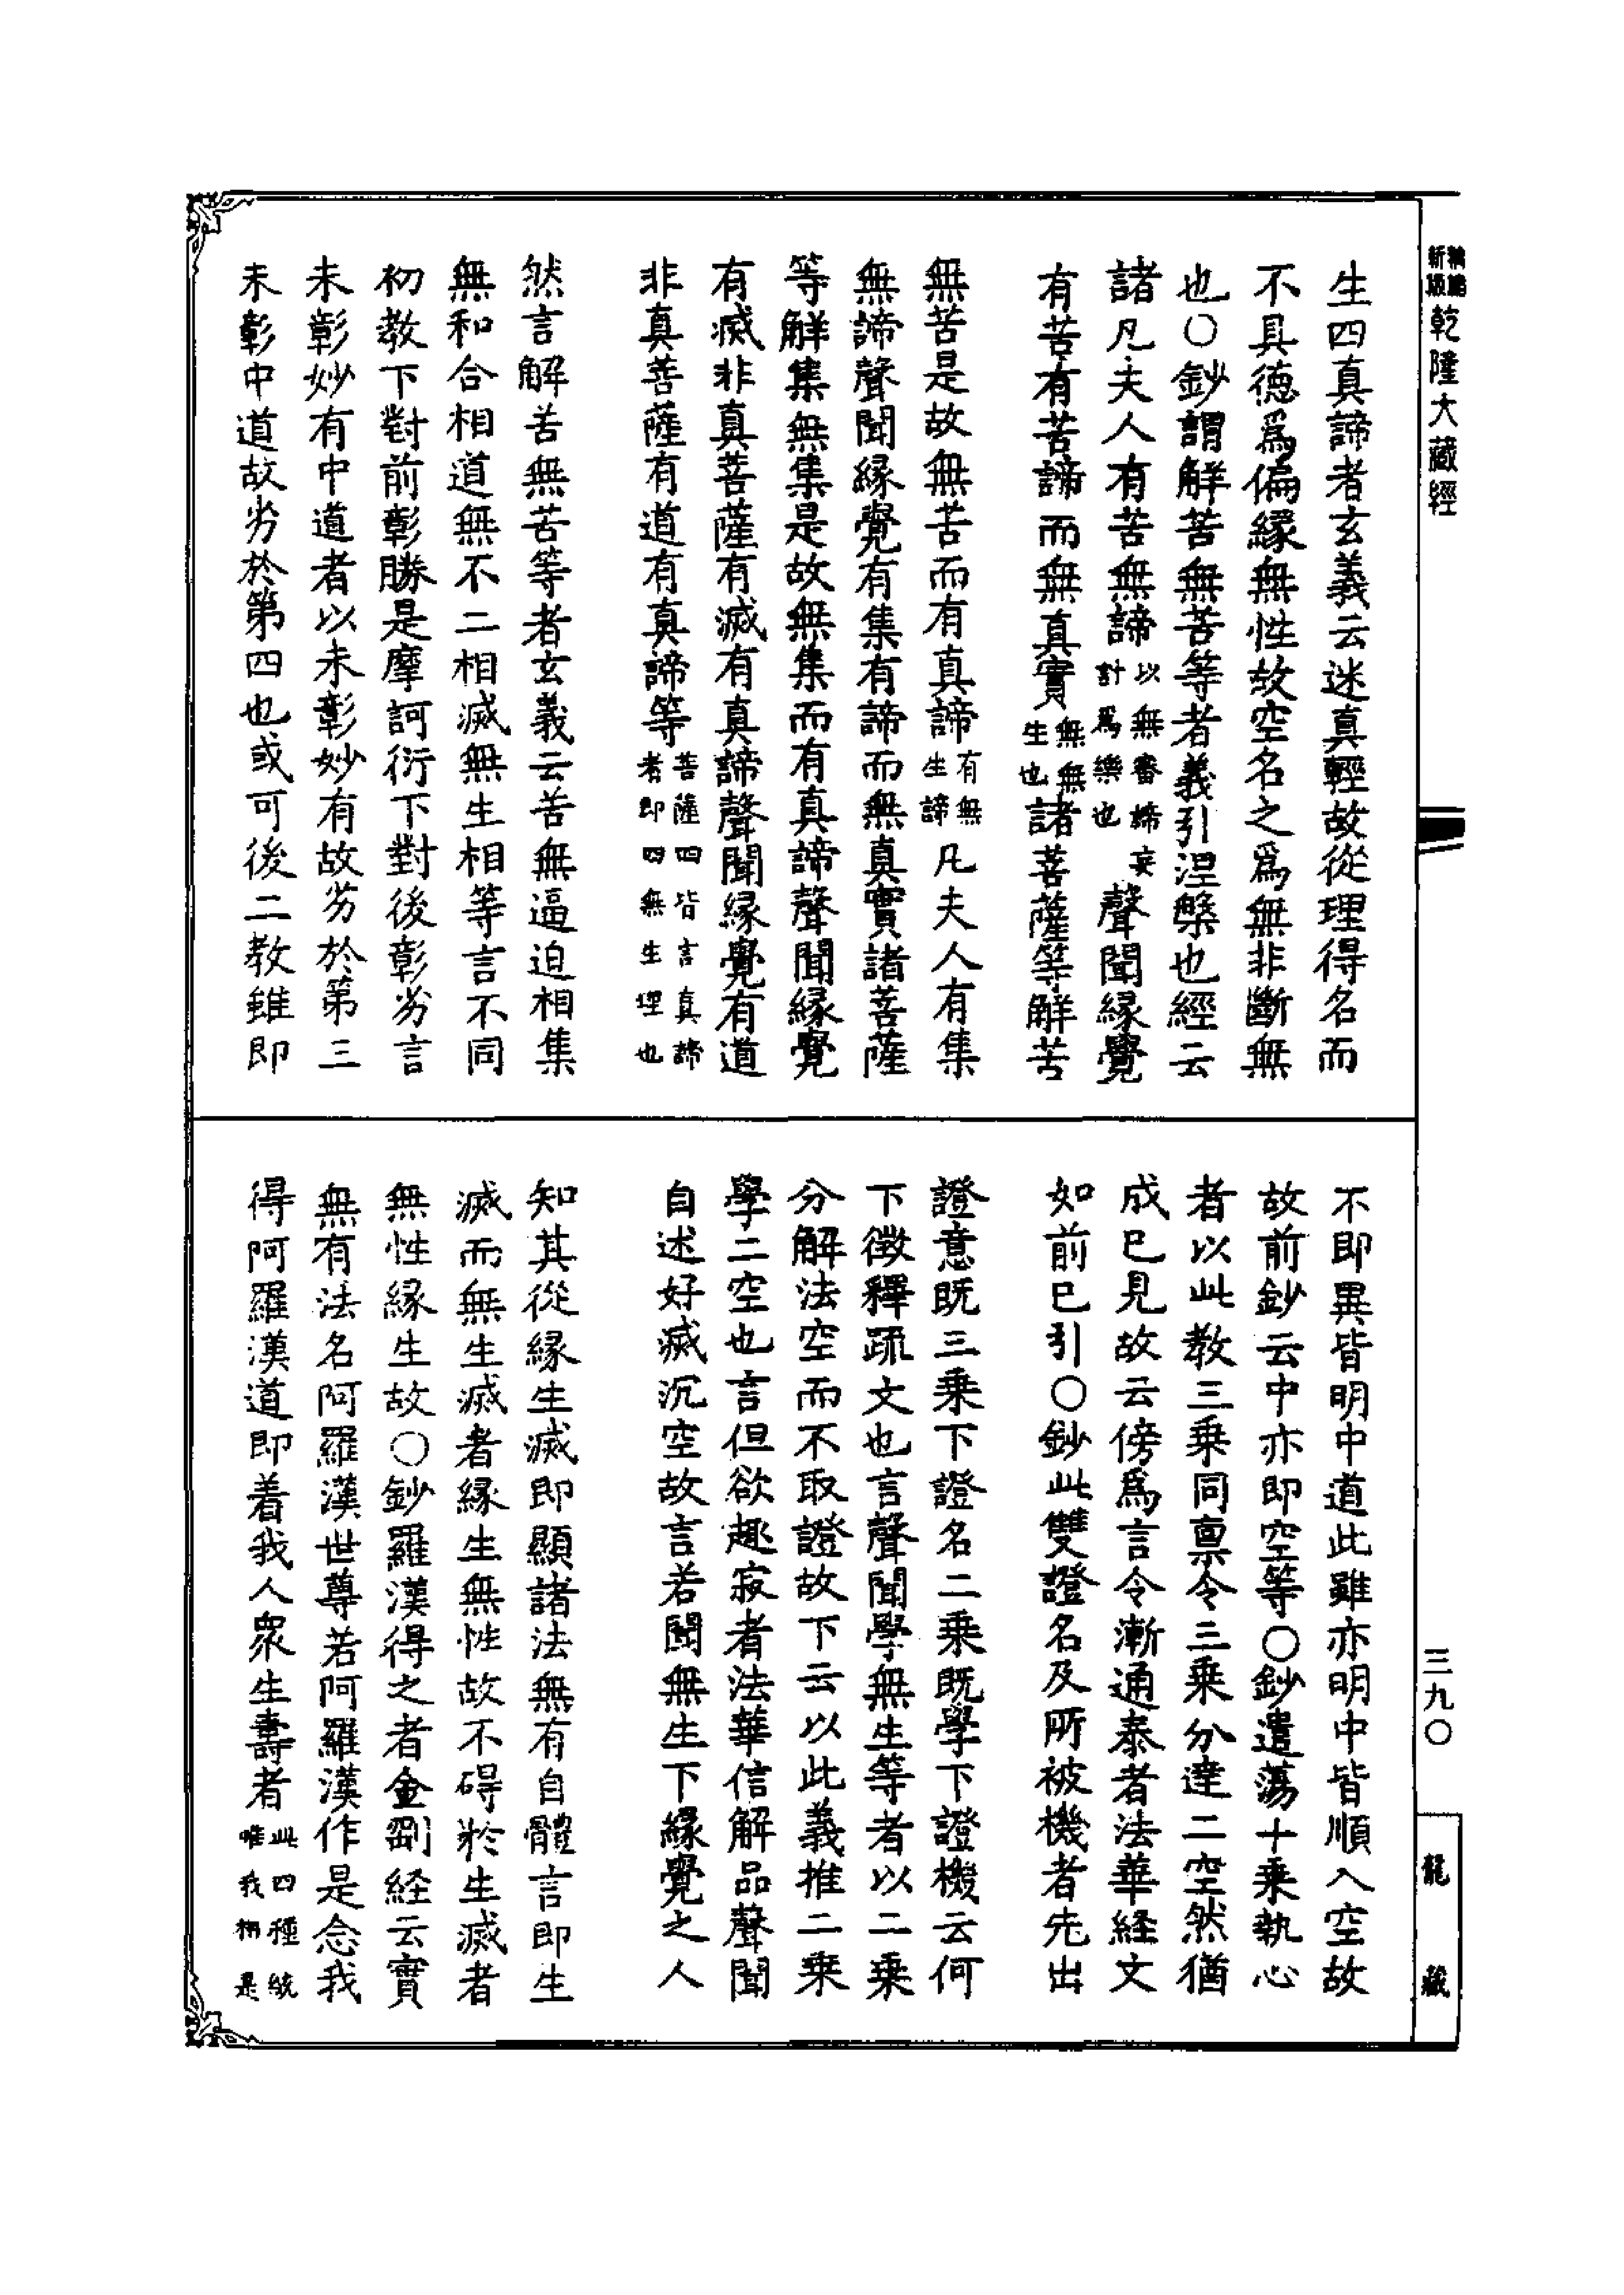 新版
乾隆大藏經
生四真諦者玄義云迷真輕故從理得名而
不具德爲偏緣無性故空名之爲無非斷無
也〇鈔謂解苦無苦等者義引涅槃也經云
諸凡夫人有苦無諦以無審諦妄計爲樂也聲聞緣覺
有苦有苦諦而無真實無無生也諸菩薩等解苦
無苦是故無苦而有真諦有無生諦凡夫人有集
無諦聲聞緣覺有集有諦而無真實諸菩薩
等解集無集是故無集而有真諦聲聞緣覺
有滅非真菩薩有滅有真諦聲聞緣覺有道
非真菩薩有道有真諦等菩薩四皆言真諦者即四無生理也
然言解苦無苦等者玄義云苦無逼迫相集
無和合相道無不二相滅無生相等言不同
初教下對前彰勝是摩訶衍下對後彰劣言
未彰妙有中道者以未彰妙有故劣於第三
未彰中道故劣於第四也或可後二教雖即
不即異皆明中道此雖亦明中皆順入空故
故前鈔云中亦即空等〇鈔遣蕩十乘執心
者以此教三乘同稟令三乘分達二空然猶
成已見故云傍爲言令漸通泰者法華経文
如前已引〇鈔此雙證名及所被機者先出
證意既三乘下證名二乘既學下證機云何
下徵釋疏文也言聲聞學無生等者以二乘
分解法空而不取證故下云以此義推二乘
學二空也言但欲趣寂者法華信解品聲聞
自述好滅沉空故言若聞無生下緣覺之人
知其從緣生滅即顯諸法無有自體言即生
滅而無生滅者緣生無性故不碍於生滅者
無性緣生故〇鈔羅漢得之者金剛経云實
無有法名阿羅漢世尊若阿羅漢作是念我
得阿羅漢道即着我人眾生壽者此四種統唯我相是
三九〇
龍藏